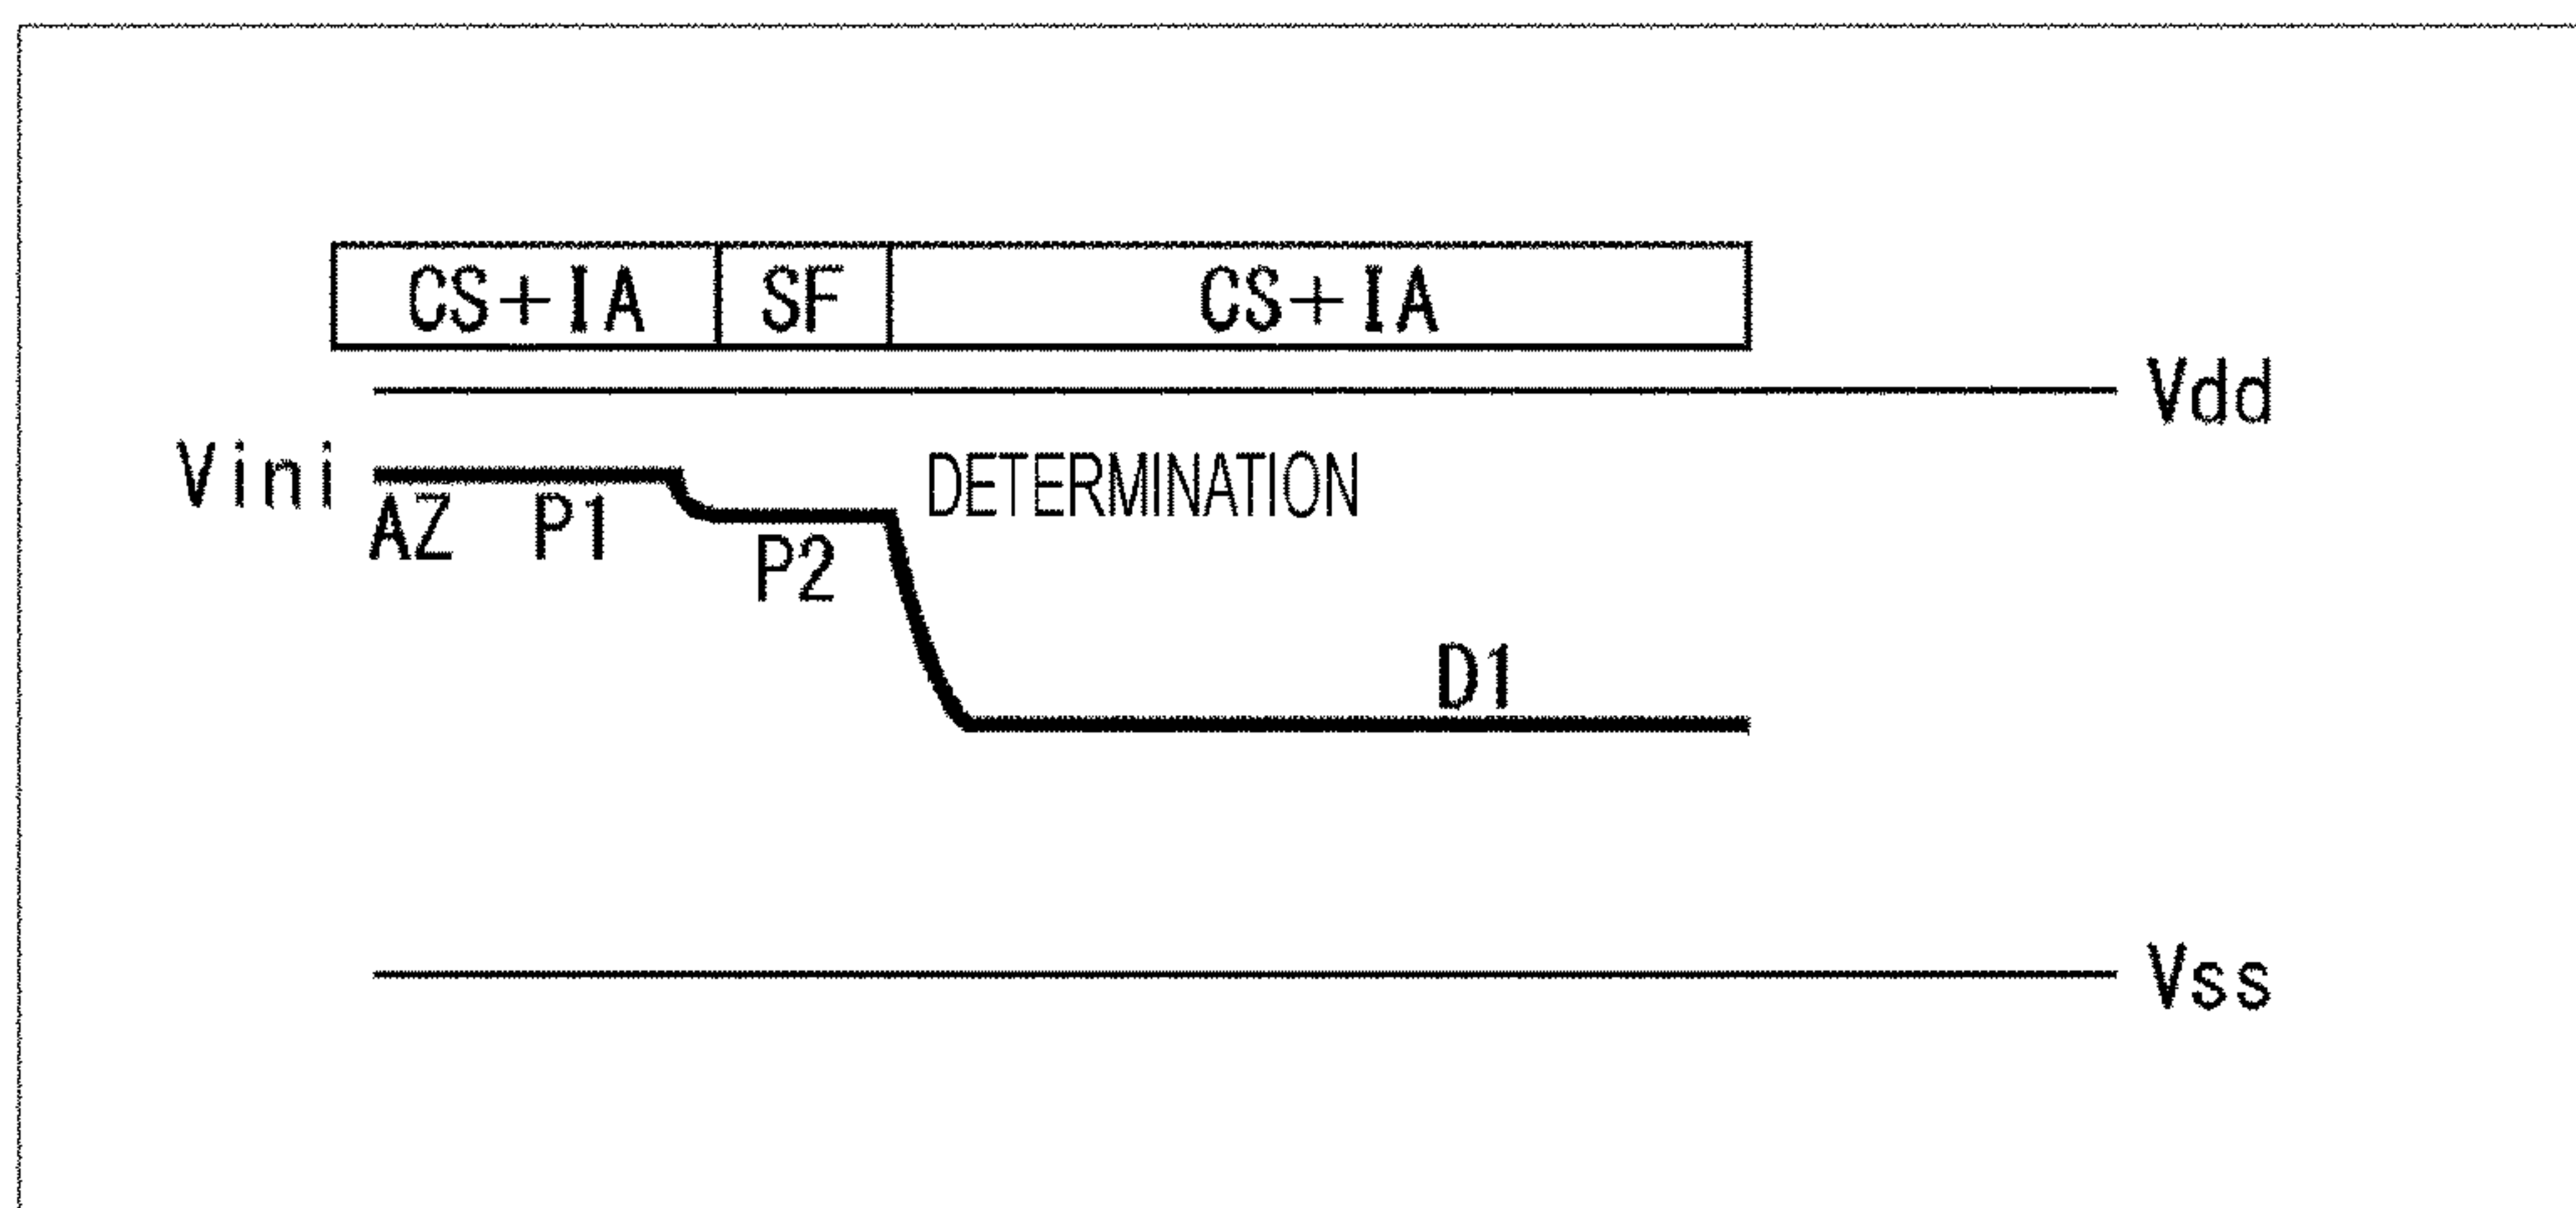 CS+IA SF CS+IA
Vdd
Vini
DETERMINATION
AZ P1
P2
D1
Vss